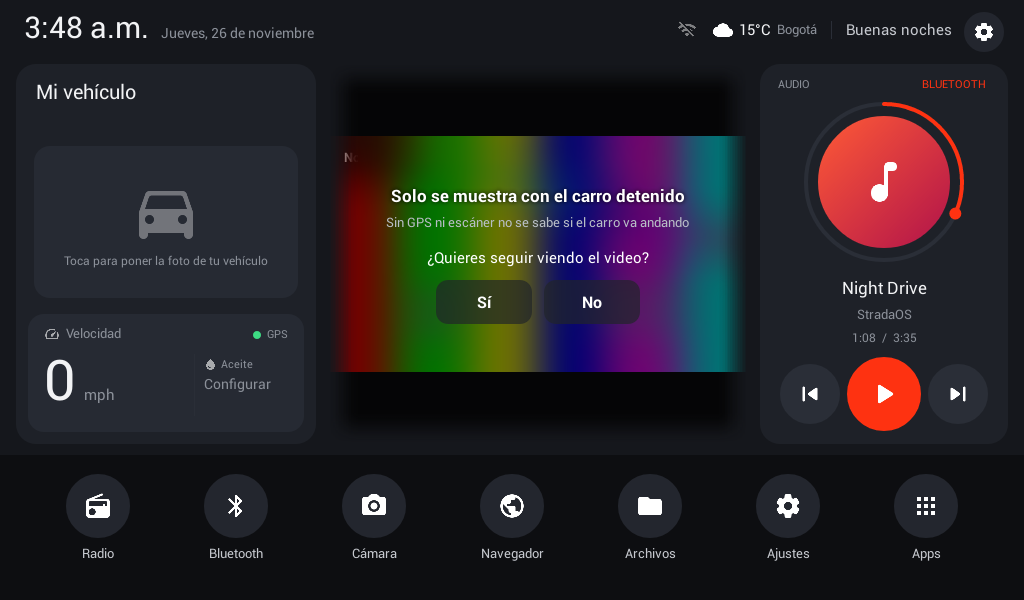 3:48 a.m. Jueves, 26 de noviembre
15°C Bogotá Buenas noches
Mi vehículo
Toca para poner la foto de tu vehículo
Velocidad GPS
0 mph
Aceite
Configurar
Solo se muestra con el carro detenido
Sin GPS ni escáner no se sabe si el carro va andando
¿Quieres seguir viendo el video?
Sí No
AUDIO BLUETOOTH
Night Drive
StradaOS
1:08 / 3:35
Radio Bluetooth Cámara Navegador Archivos Ajustes Apps